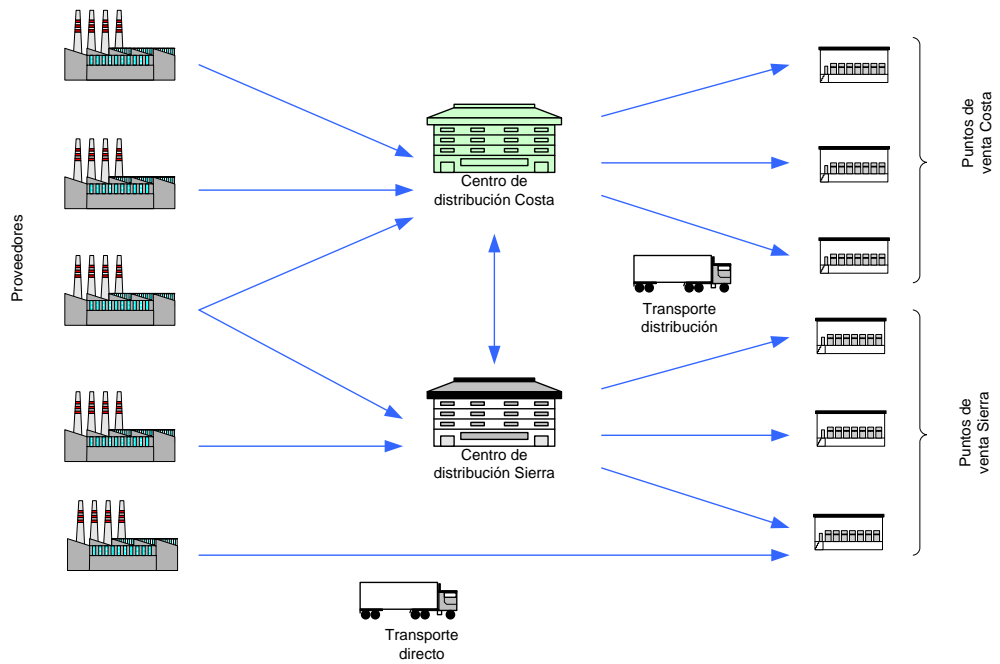 Proveedores
Centro de
distribución Costa
Puntos de
venta Costa
Transporte
distribución
Centro de
distribución Sierra
Puntos de
venta Sierra
Transporte
directo